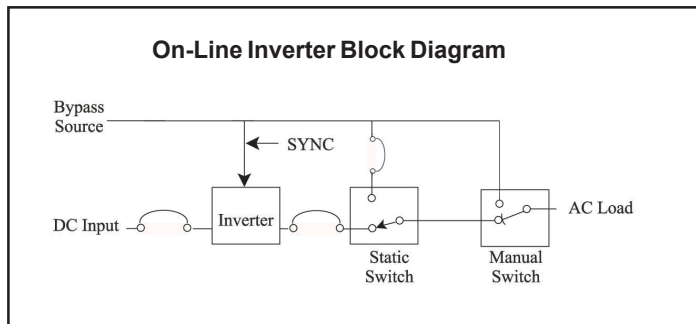 On-Line Inverter Block Diagram
Bypass
Source
SYNC
DC Input
Inverter
AC Load
Static
Switch
Manual
Switch